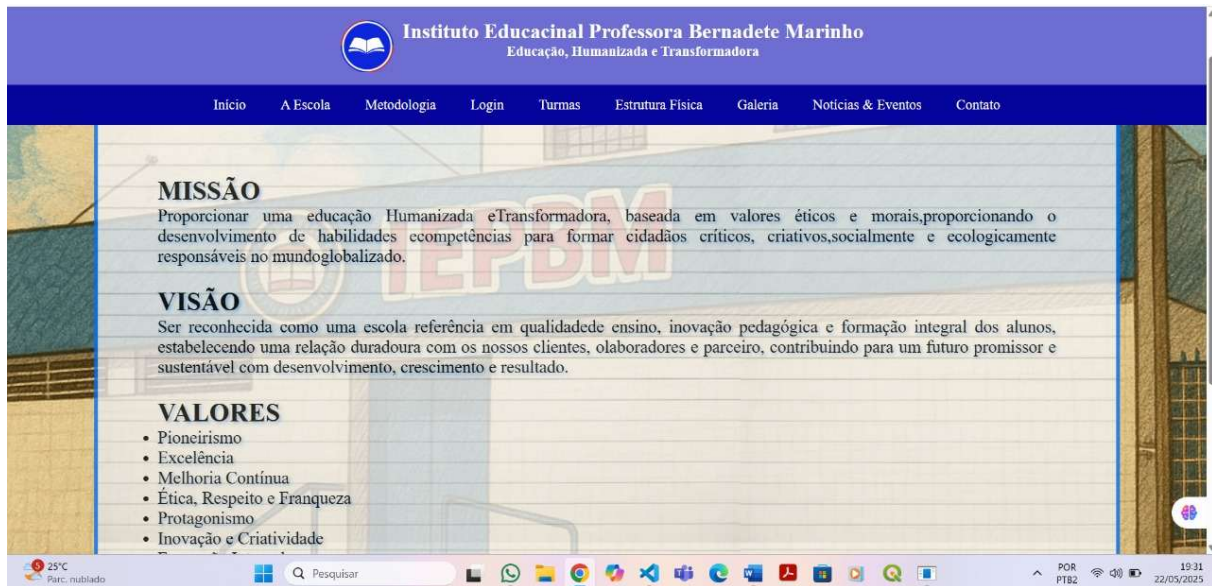 Instituto Educacinal Professora Bernadete Marinho
Educação, Humanizada e Transformadora
Início A Escola Metodologia Login Turmas Estrutura Física Galeria Noticias & Eventos Contato
IEPBM
MISSÃO
Proporcionar uma educação Humanizada eTransformadora, baseada em valores éticos e morais,proporcionando o
desenvolvimento de habilidades ecompetências para formar cidadãos críticos, criativos,socialmente e ecologicamente
responsáveis no mundoglobalizado.
VISÃO
Ser reconhecida como uma escola referência em qualidadede ensino, inovação pedagógica e formação integral dos alunos,
estabelecendo uma relação duradoura com os nossos clientes, olaboradores e parceiro, contribuindo para um futuro promissor e
sustentável com desenvolvimento, crescimento e resultado.
VALORES
• Pioneirismo
• Excelência
• Melhoria Contínua
• Ética, Respeito e Franqueza
• Protagonismo
• Inovação e Criatividade
5
25°C
Parc. nublado
Pesquisar
POR
PTB2
19:31
22/05/2025